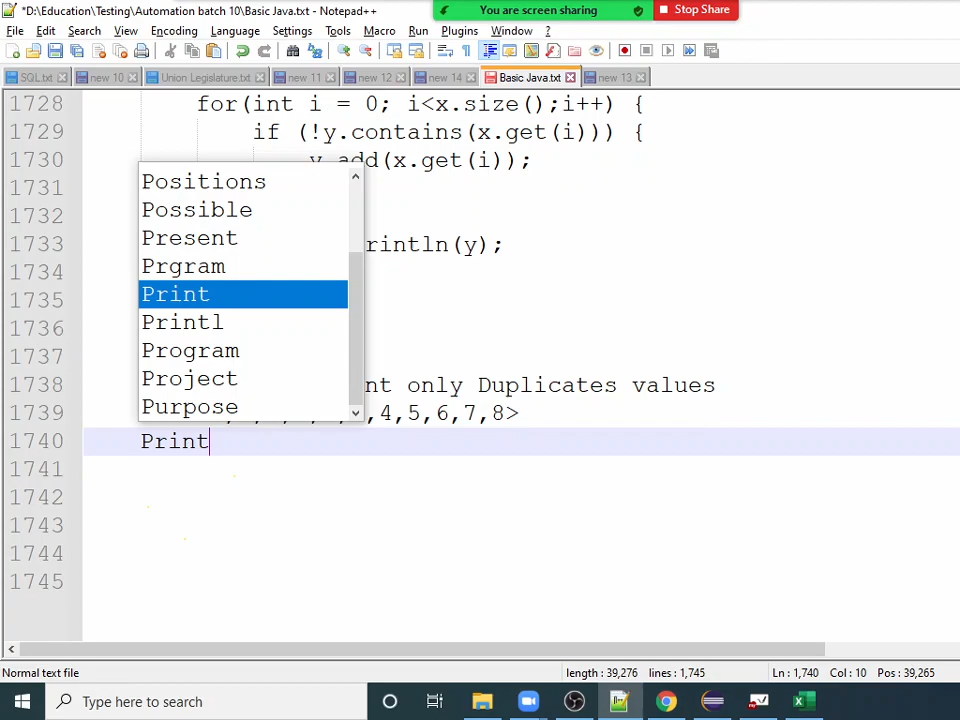 *D:\Education\Testing\Automation batch 10\Basic Java.txt - Notepad++
You are screen sharing
Stop Share
File Edit Search View Encoding Language Settings Tools Macro Run Plugins Window ?
SQL.txt new 10 Union Legislature.txt new 11 new 12 new 14 Basic Java.txt new 13
1728 for(int i = 0; i<x.size();i++) {
1729 if (!y.contains(x.get(i))) {
1730 y.add(x.get(i));
1731
1732
1733 rintln(y);
1734
1735
1736
1737
1738 nt only Duplicates values
1739 ,4,5,6,7,8>
1740 Print
1741
1742
1743
1744
1745
Positions
Possible
Present
Prgram
Print
Printl
Program
Project
Purpose
Normal text file length : 39,276 lines : 1,745 Ln : 1,740 Col : 10 Pos : 39,265
Type here to search